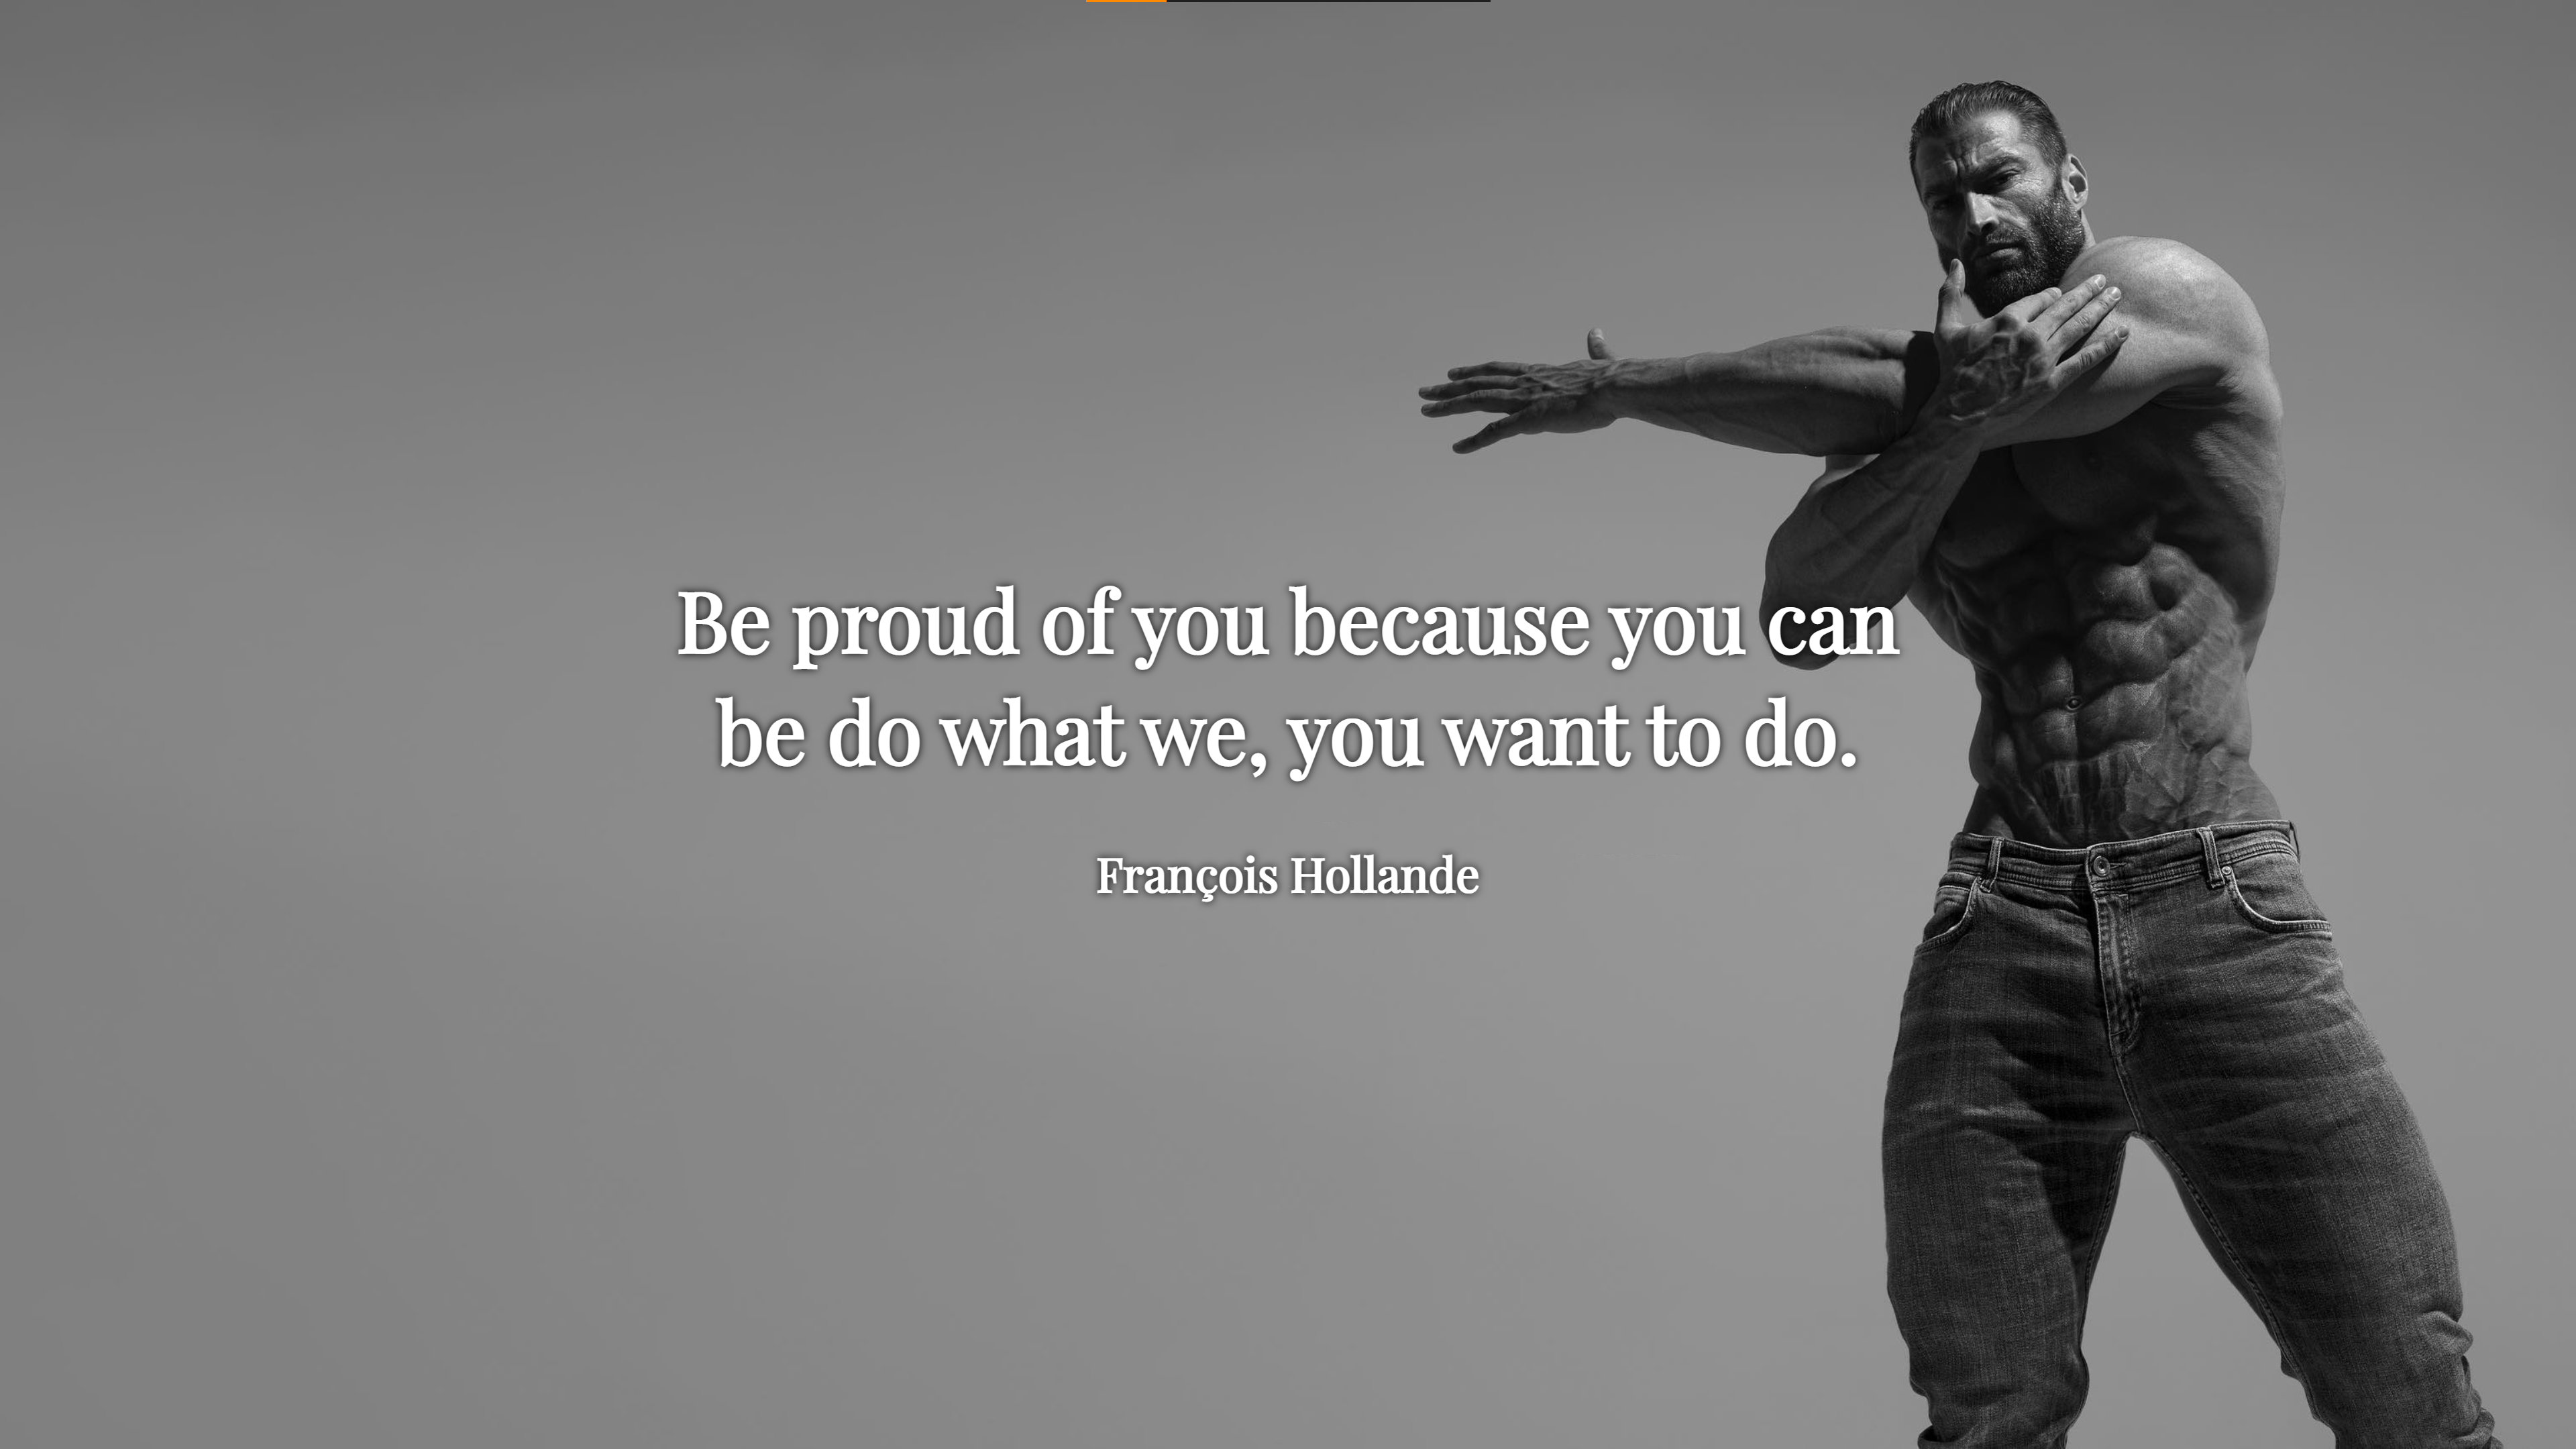 Be proud of you because you can
be do what we, you want to do.
François Hollande